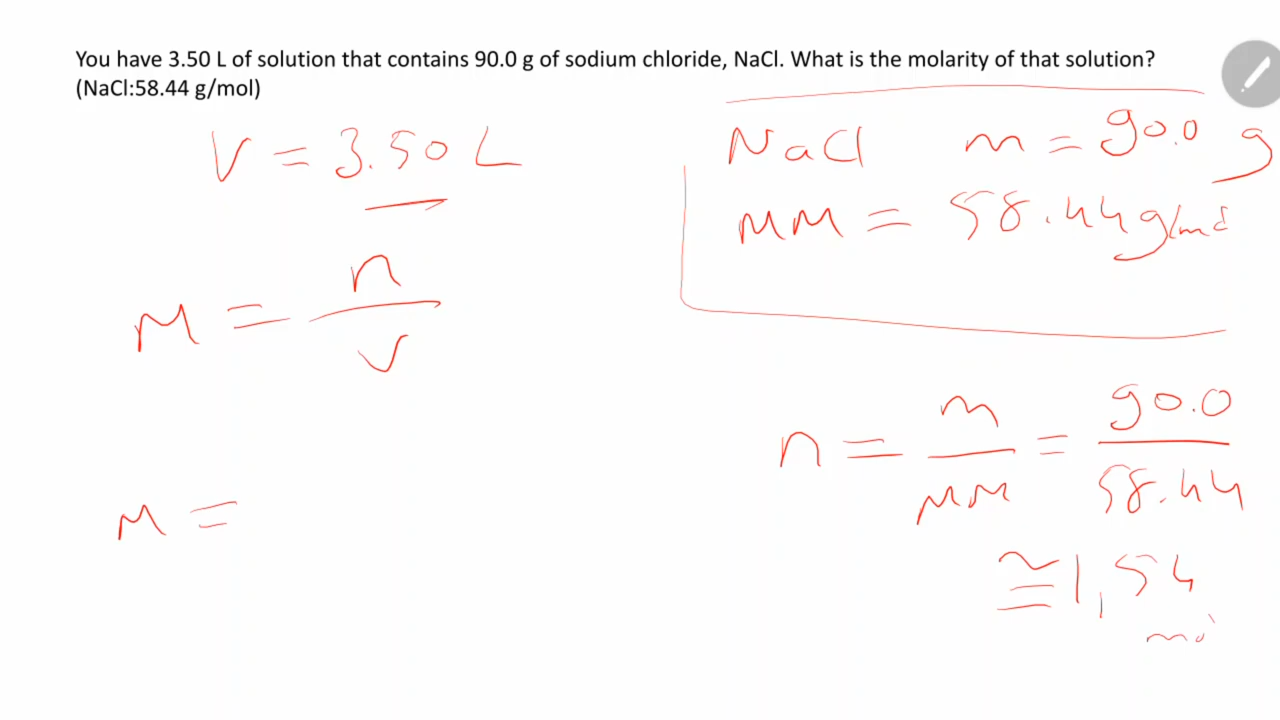 You have 3.50 L of solution that contains 90.0 g of sodium chloride, NaCl. What is the molarity of that solution?
(NaCl:58.44 g/mol)
V = 3.50 L
M = n / V
M =
NaCl m = 90.0 g
MM = 58.44 g/mol
n = m / MM = 90.0 / 58.44
≅ 1,54
mol